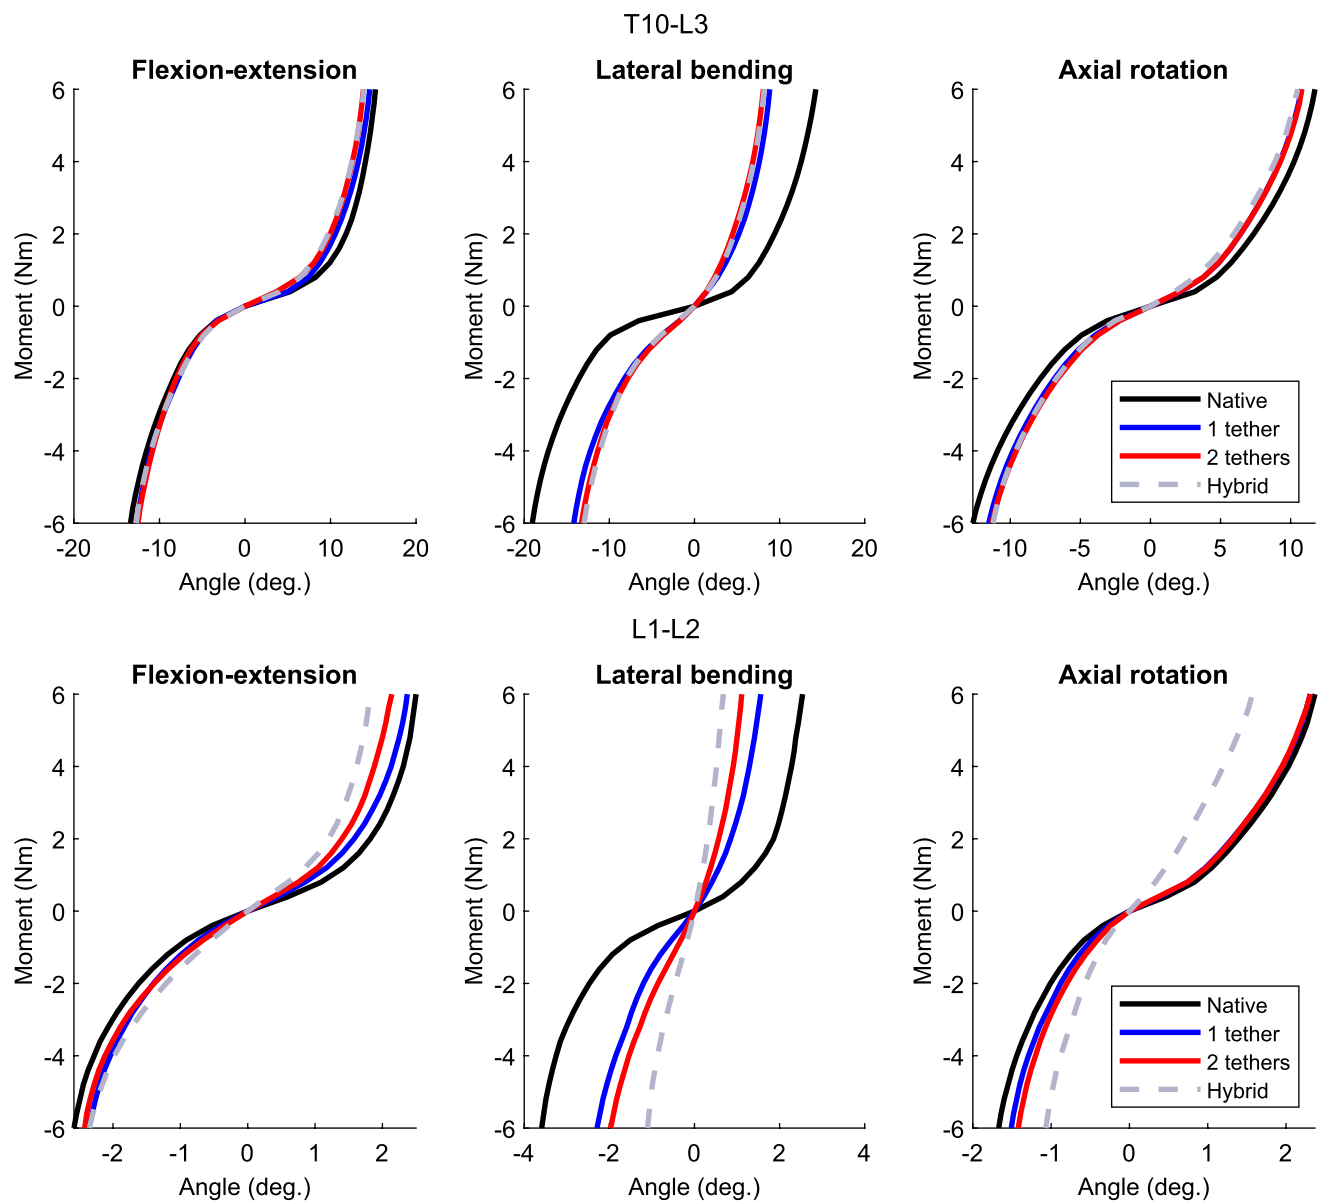 T10-L3
Flexion-extension
Lateral bending
Axial rotation
6
4
2
0
-2
-4
-6
Moment (Nm)
-20
-10
0
10
20
Angle (deg.)
6
4
2
0
-2
-4
-6
Moment (Nm)
-20
-10
0
10
20
Angle (deg.)
6
4
2
0
-2
-4
-6
Moment (Nm)
-10
-5
0
5
10
Angle (deg.)
Native
1 tether
2 tethers
Hybrid
L1-L2
Flexion-extension
Lateral bending
Axial rotation
6
4
2
0
-2
-4
-6
Moment (Nm)
-2
-1
0
1
2
Angle (deg.)
6
4
2
0
-2
-4
-6
Moment (Nm)
-4
-2
0
2
4
Angle (deg.)
6
4
2
0
-2
-4
-6
Moment (Nm)
-2
-1
0
1
2
Angle (deg.)
Native
1 tether
2 tethers
Hybrid